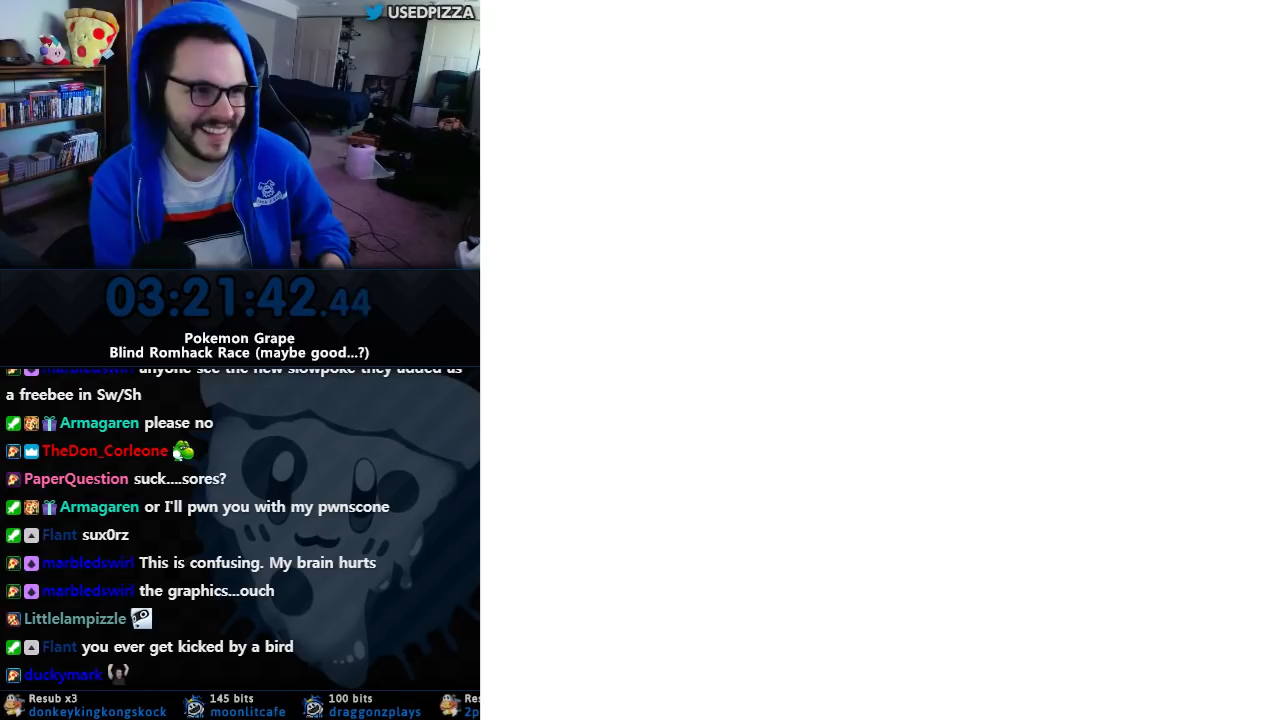 USEDPIZZA
03:21:42.44
Pokemon Grape
Blind Romhack Race (maybe good...?)
marbledswirl anyone see the new slowpoke they added as
a freebee in Sw/Sh
Armagaren please no
TheDon_Corleone
PaperQuestion suck....sores?
Armagaren or I'll pwn you with my pwnscone
Flant sux0rz
marbledswirl This is confusing. My brain hurts
marbledswirl the graphics...ouch
Littlelampizzle
Flant you ever get kicked by a bird
duckymark
Resub x3 145 bits 100 bits
donkeykingkongskock moonlitcafe draggonzplays